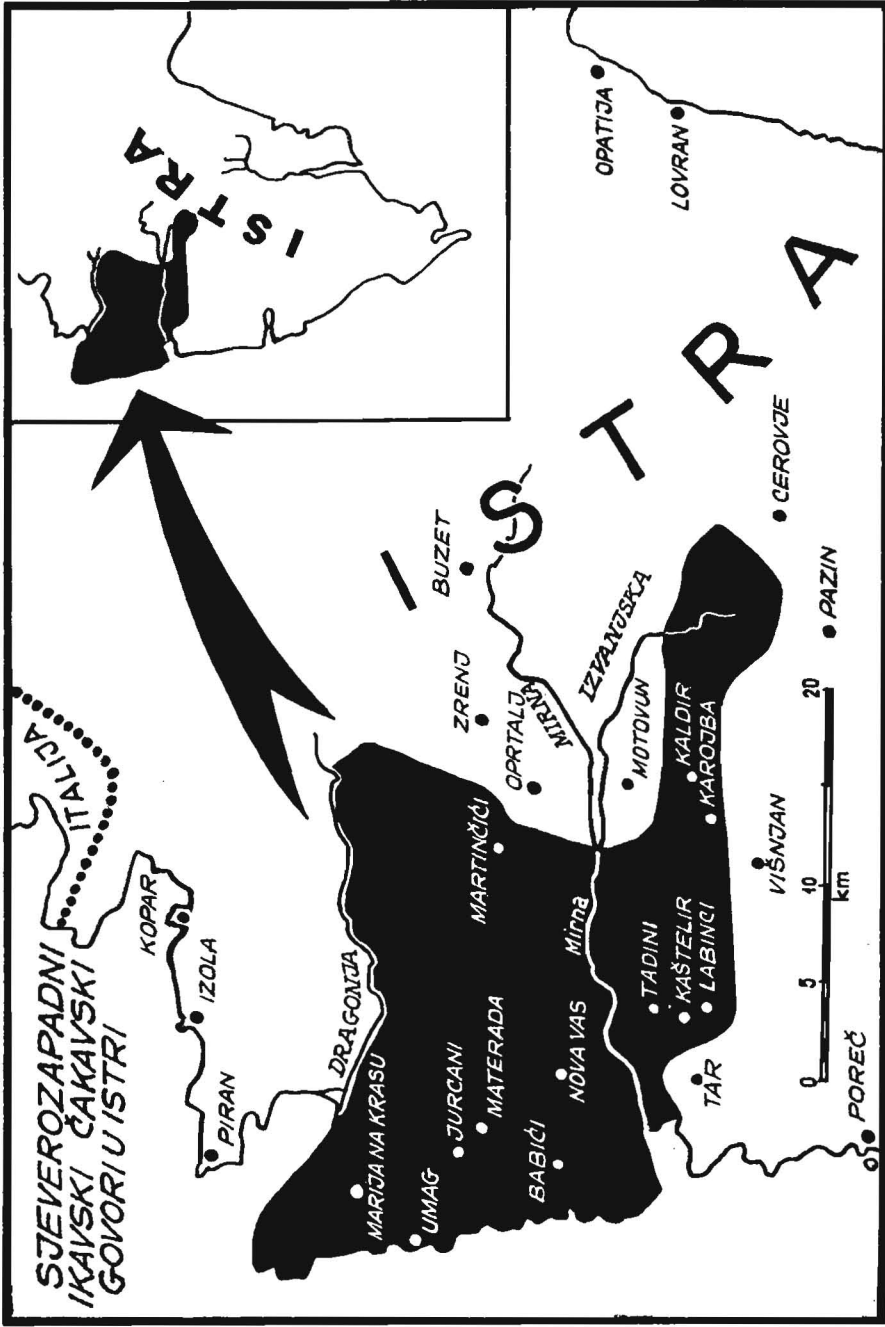 SJEVEROZAPADNI
IKAVSKI ČAKAVSKI
GOVORI U ISTRI
ITALIJA
KOPAR
IZOLA
PIRAN
DRAGONJA
ISTRA
MARIJA NA KRASU
UMAG
JURCANI
MATERADA
BABIĆI
NOVA VAS
MARTINČIĆI
Mirna
ZRENJ
OPRTALJ
MIRNA
BUZET
ISTRA
IZVANJSKA
MOTOVUN
OPATIJA
LOVRAN
TADINI
KAŠTELIR
LABINCI
KALDIR
KAROJBA
TAR
VIŠNJAN
CEROVJE
PAZIN
POREČ
0 5 40 20
km